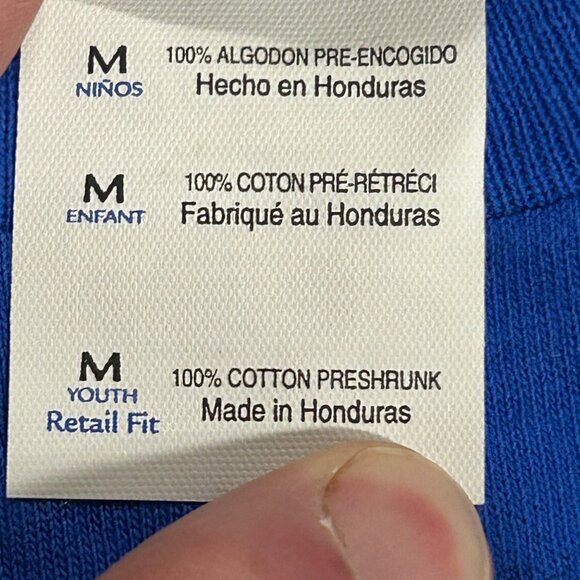 M 100% ALGODON PRE-ENCOGIDO
NIÑOS Hecho en Honduras
M 100% COTON PRÉ-RÉTRÉCI
ENFANT Fabriqué au Honduras
M
YOUTH 100% COTTON PRESHRUNK
Retail Fit Made in Honduras